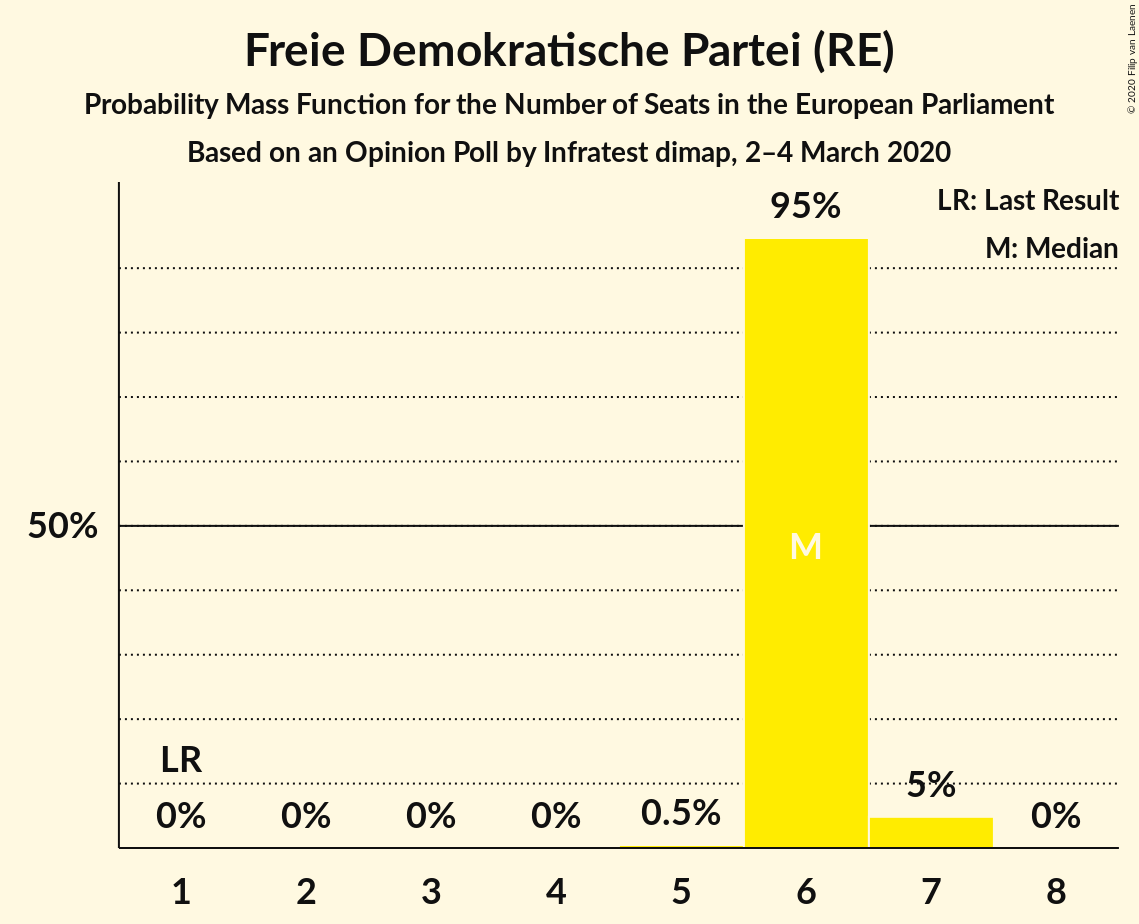 Freie Demokratische Partei (RE)
Probability Mass Function for the Number of Seats in the European Parliament
Based on an Opinion Poll by Infratest dimap, 2–4 March 2020
© 2020 Filip van Laenen
LR: Last Result
M: Median
95%
50%
M
LR
0%
0%
0%
0%
0.5%
5%
0%
1 2 3 4 5 6 7 8